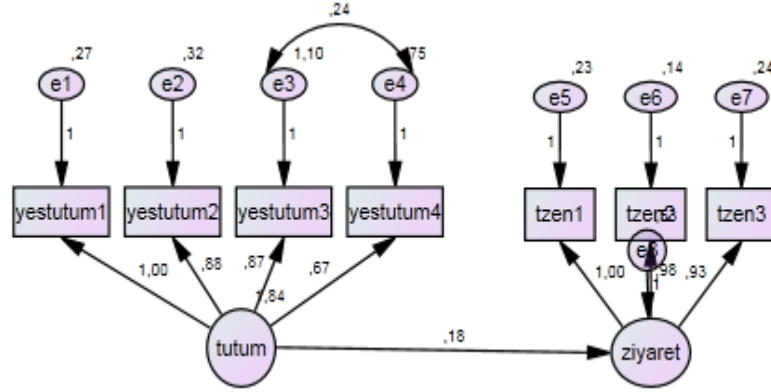 ,24
,27 ,32 1,10 ,75 ,23 ,14 ,24
e1 e2 e3 e4 e5 e6 e7
1 1 1 1 1 1 1
yestutum1 yestutum2 yestutum3 yestutum4 tzen1 tzen3
e8
1,00 ,88 ,87 ,67 1,00 ,98 ,93
1
1,84
tutum ,18 ziyaret